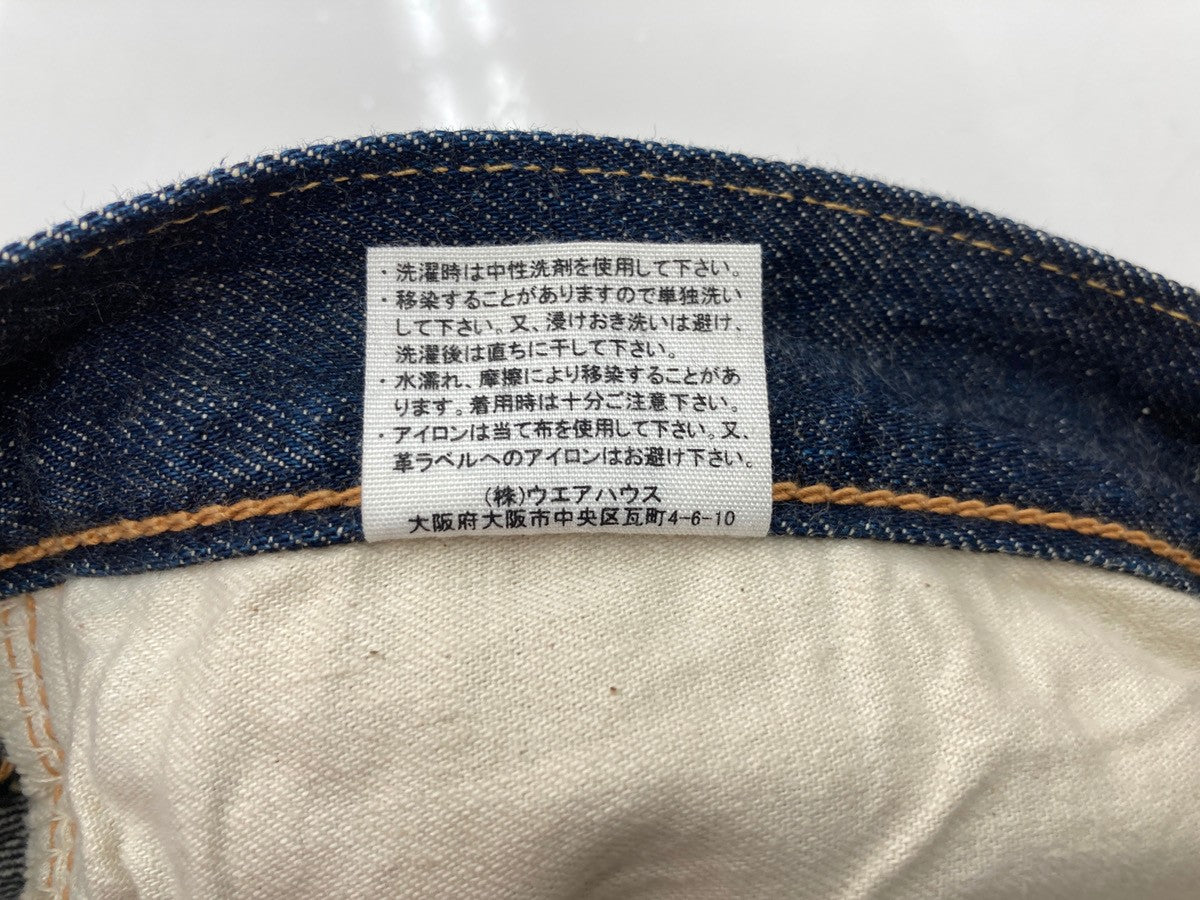 ・洗濯時は中性洗剤を使用して下さい。
・移染することがありますので単独洗い
して下さい。又、浸けおき洗いは避け、
洗濯後は直ちに干して下さい。
・水濡れ、摩擦により移染することがあ
ります。着用時は十分ご注意下さい。
・アイロンは当て布を使用して下さい。又、
革ラベルへのアイロンはお避け下さい。
(株)ウエアハウス
大阪府大阪市中央区瓦町4-6-10